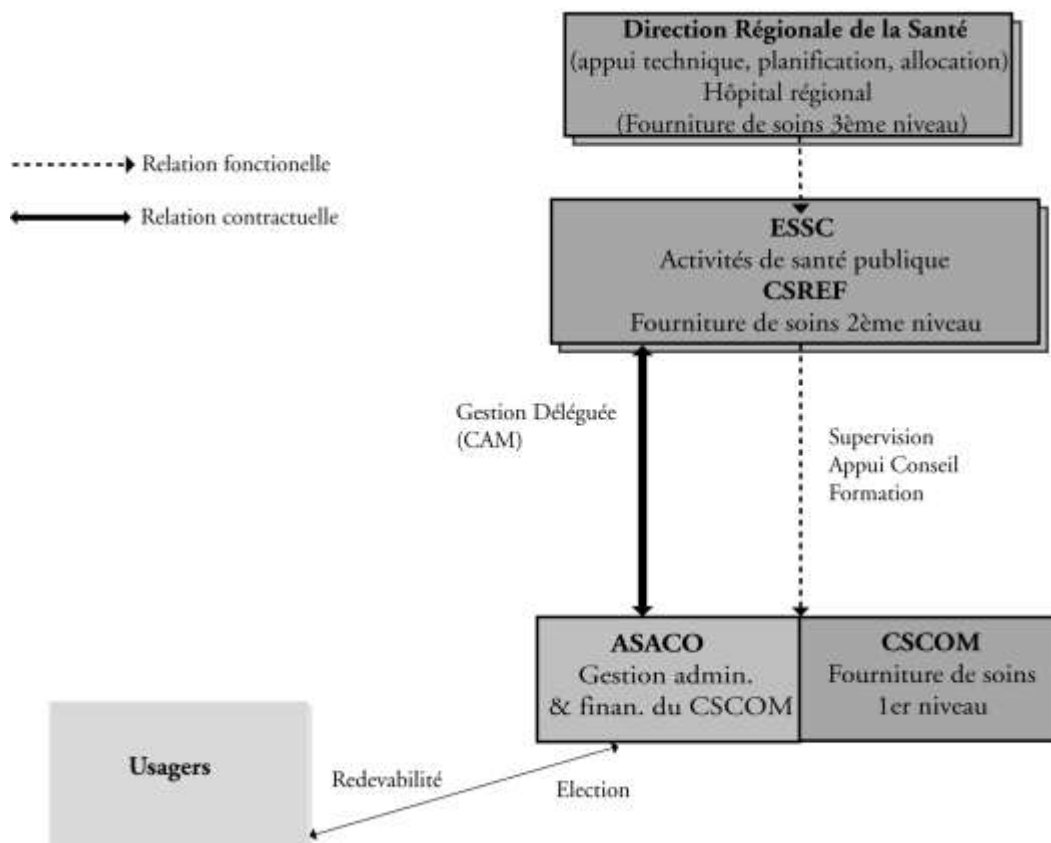 Direction Régionale de la Santé
(appui technique, planification, allocation)
Hôpital régional
(Fourniture de soins 3ème niveau)
Relation fonctionelle
Relation contractuelle
ESSC
Activités de santé publique
CSREF
Fourniture de soins 2ème niveau
Gestion Déléguée
(CAM)
Supervision
Appui Conseil
Formation
ASACO
Gestion admin.
& finan. du CSCOM
CSCOM
Fourniture de soins
1er niveau
Usagers
Redevabilité
Election